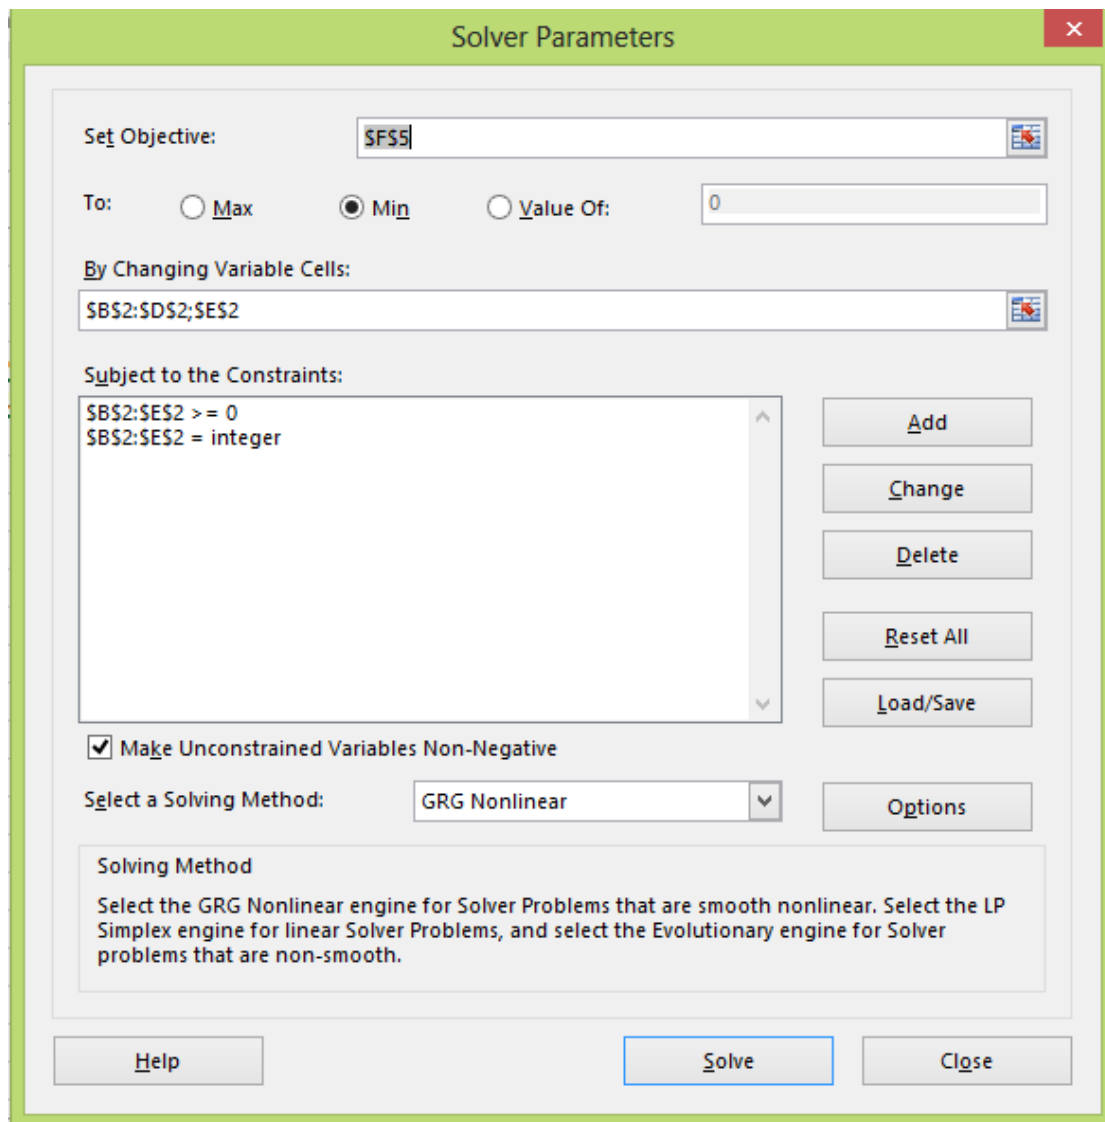 Solver Parameters
Set Objective:
$F$5
To:
Max
Min
Value Of:
0
By Changing Variable Cells:
$B$2:$D$2;$E$2
Subject to the Constraints:
$B$2:$E$2 >= 0
$B$2:$E$2 = integer
Add
Change
Delete
Reset All
Load/Save
Make Unconstrained Variables Non-Negative
Select a Solving Method:
GRG Nonlinear
Options
Solving Method
Select the GRG Nonlinear engine for Solver Problems that are smooth nonlinear. Select the LP
Simplex engine for linear Solver Problems, and select the Evolutionary engine for Solver
problems that are non-smooth.
Help
Solve
Close